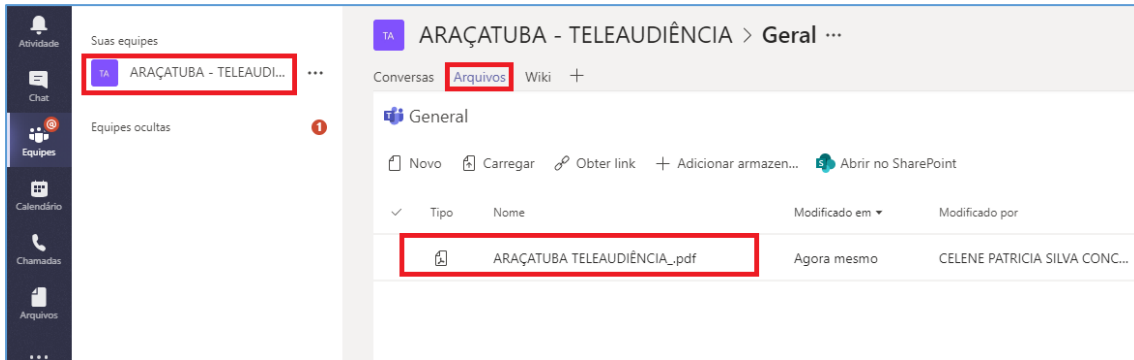 Atividade
Chat
Equipes
Calendário
Chamadas
Arquivos
Suas equipes
TA ARAÇATUBA - TELEAUDI... ...
Equipes ocultas 1
TA ARAÇATUBA - TELEAUDIÊNCIA > Geral ...
Conversas Arquivos Wiki +
General
Novo Carregar Obter link + Adicionar armazen... Abrir no SharePoint
Tipo Nome Modificado em Modificado por
ARAÇATUBA TELEAUDIÊNCIA_.pdf Agora mesmo CELENE PATRICIA SILVA CONC...